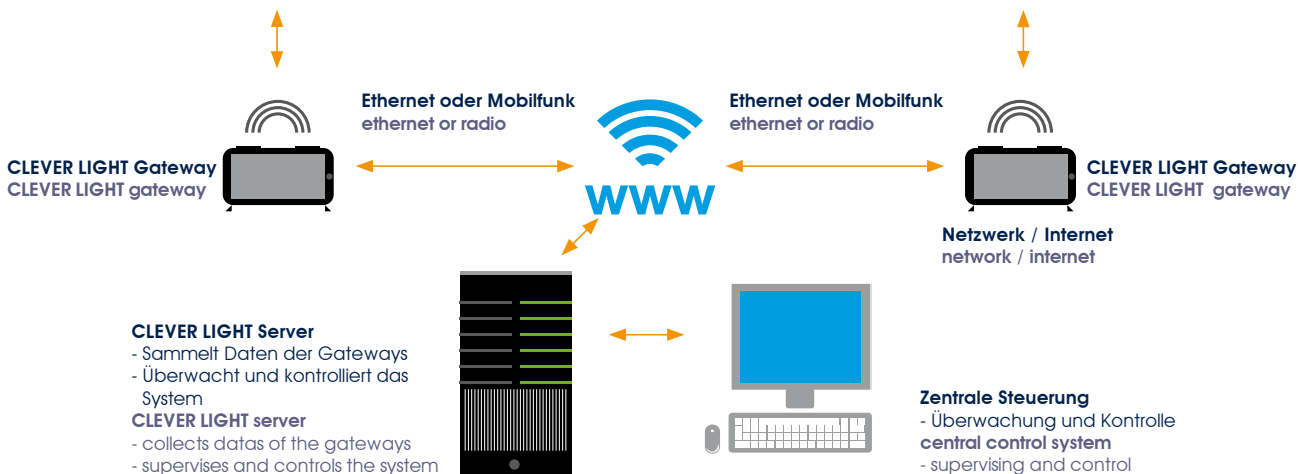 Ethernet oder Mobilfunk
ethernet or radio
Ethernet oder Mobilfunk
ethernet or radio
CLEVER LIGHT Gateway
CLEVER LIGHT gateway
www
CLEVER LIGHT Gateway
CLEVER LIGHT gateway
Netzwerk / Internet
network / internet
CLEVER LIGHT Server
- Sammelt Daten der Gateways
- Überwacht und kontrolliert das
System
CLEVER LIGHT server
- collects datas of the gateways
- supervises and controls the system
Zentrale Steuerung
- Überwachung und Kontrolle
central control system
- supervising and control